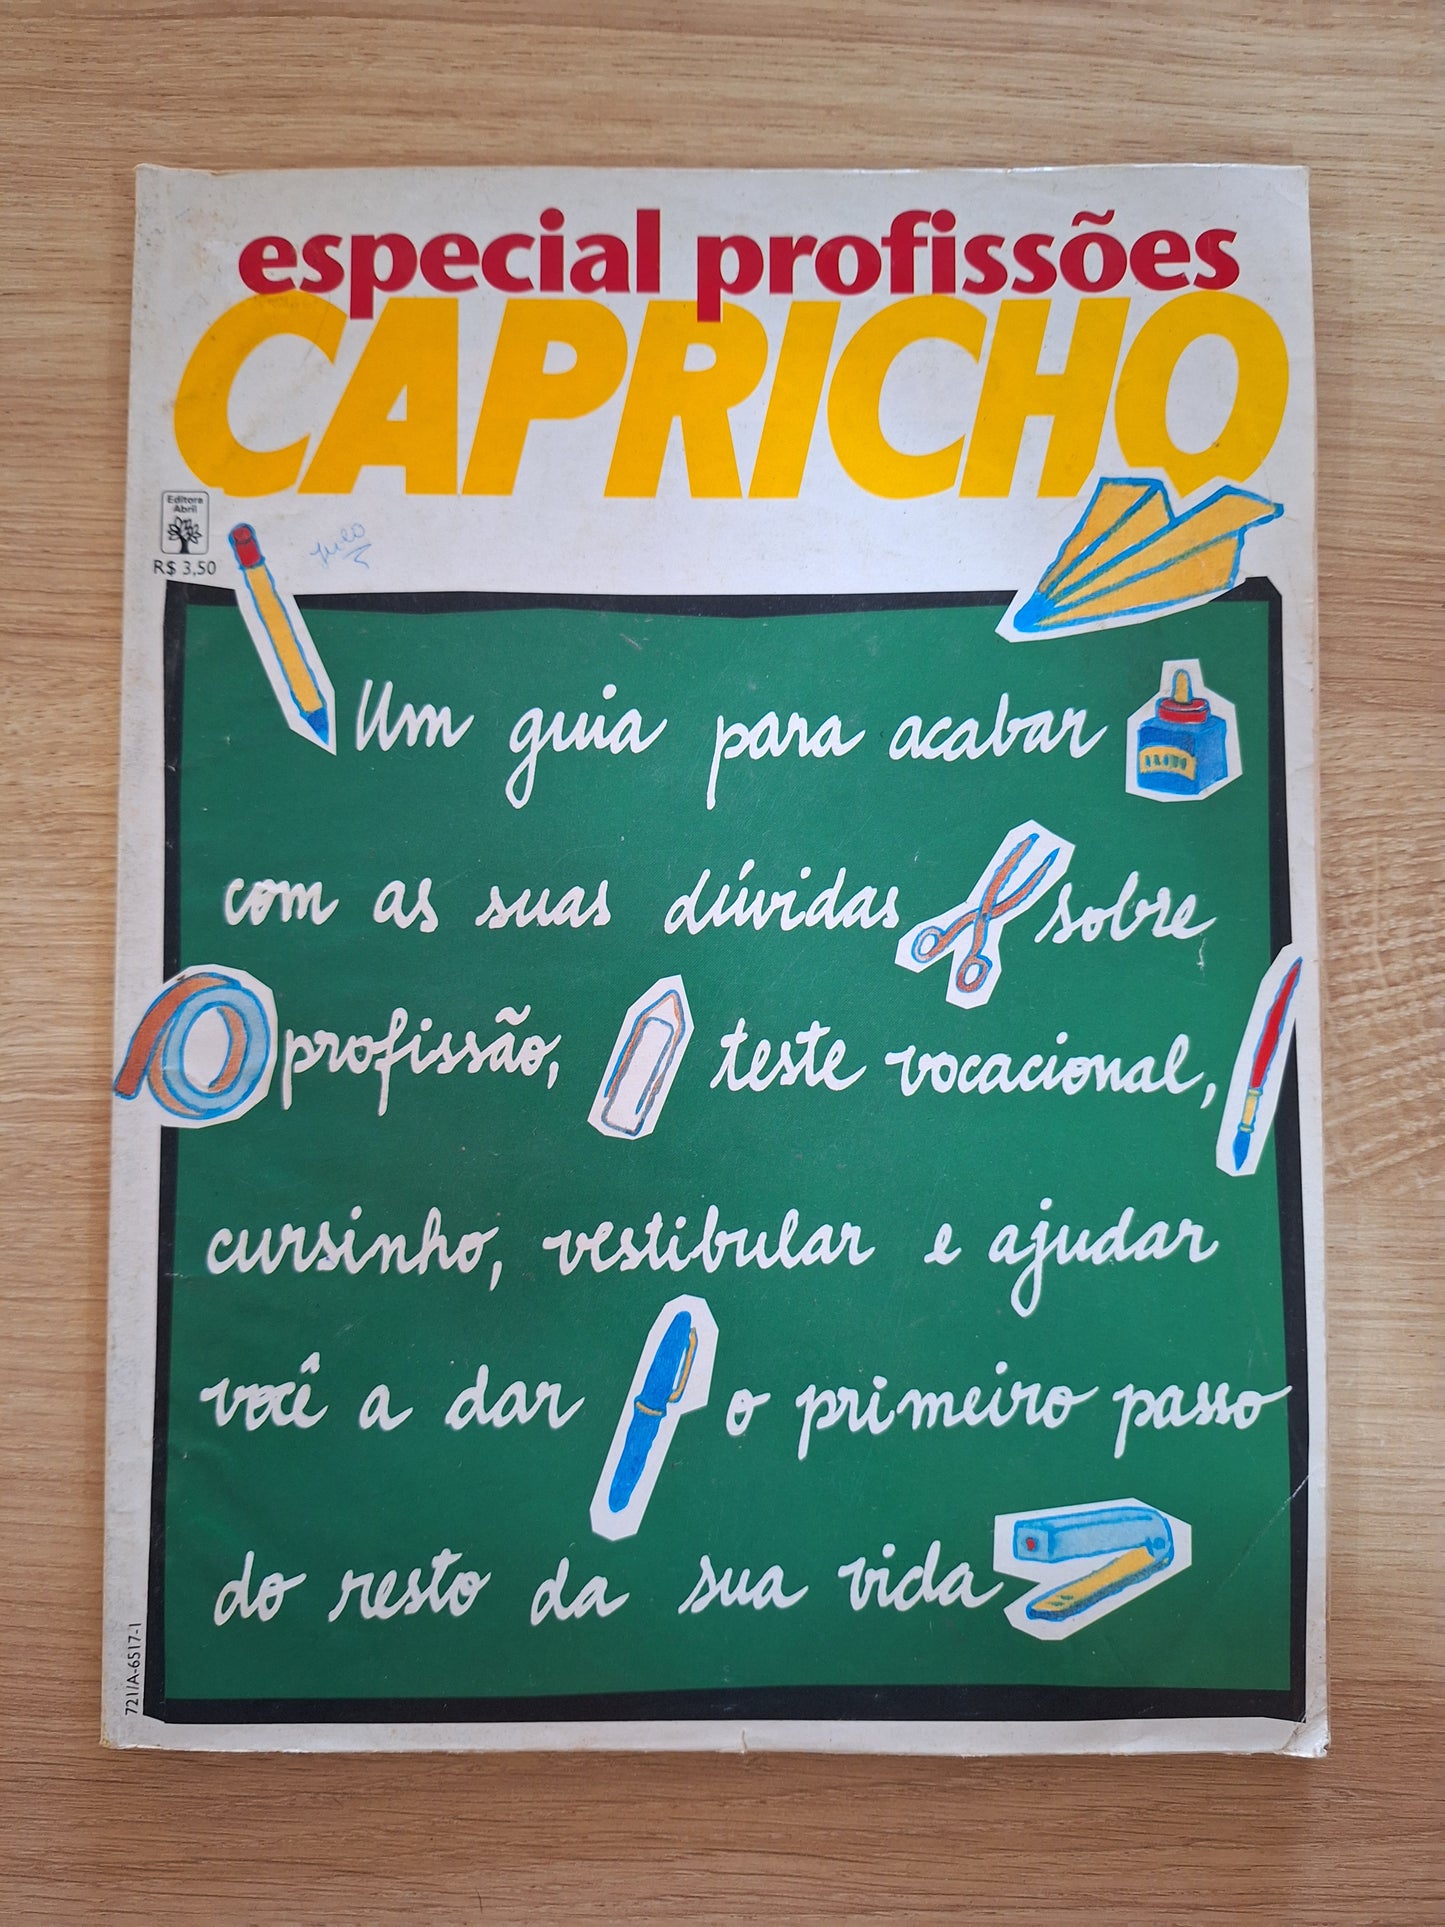 especial profissões
CAPRICHO
Editora
Abril
R$ 3,50
Um guia para acabar
com as suas dúvidas sobre
profissão, teste vocacional,
cursinho, vestibular e ajudar
você a dar o primeiro passo
do resto da sua vida
721/A-6517-1